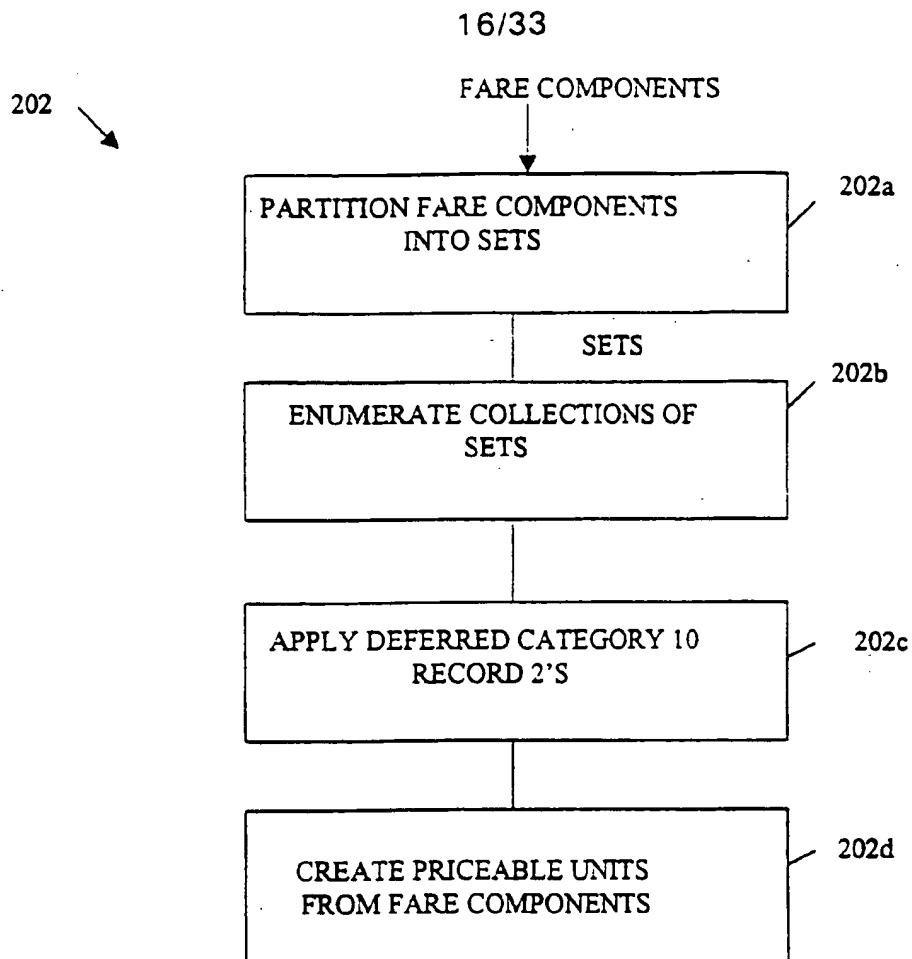 16/33
202
FARE COMPONENTS
202a
PARTITION FARE COMPONENTS
INTO SETS
SETS
202b
ENUMERATE COLLECTIONS OF
SETS
202c
APPLY DEFERRED CATEGORY 10
RECORD 2'S
202d
CREATE PRICEABLE UNITS
FROM FARE COMPONENTS